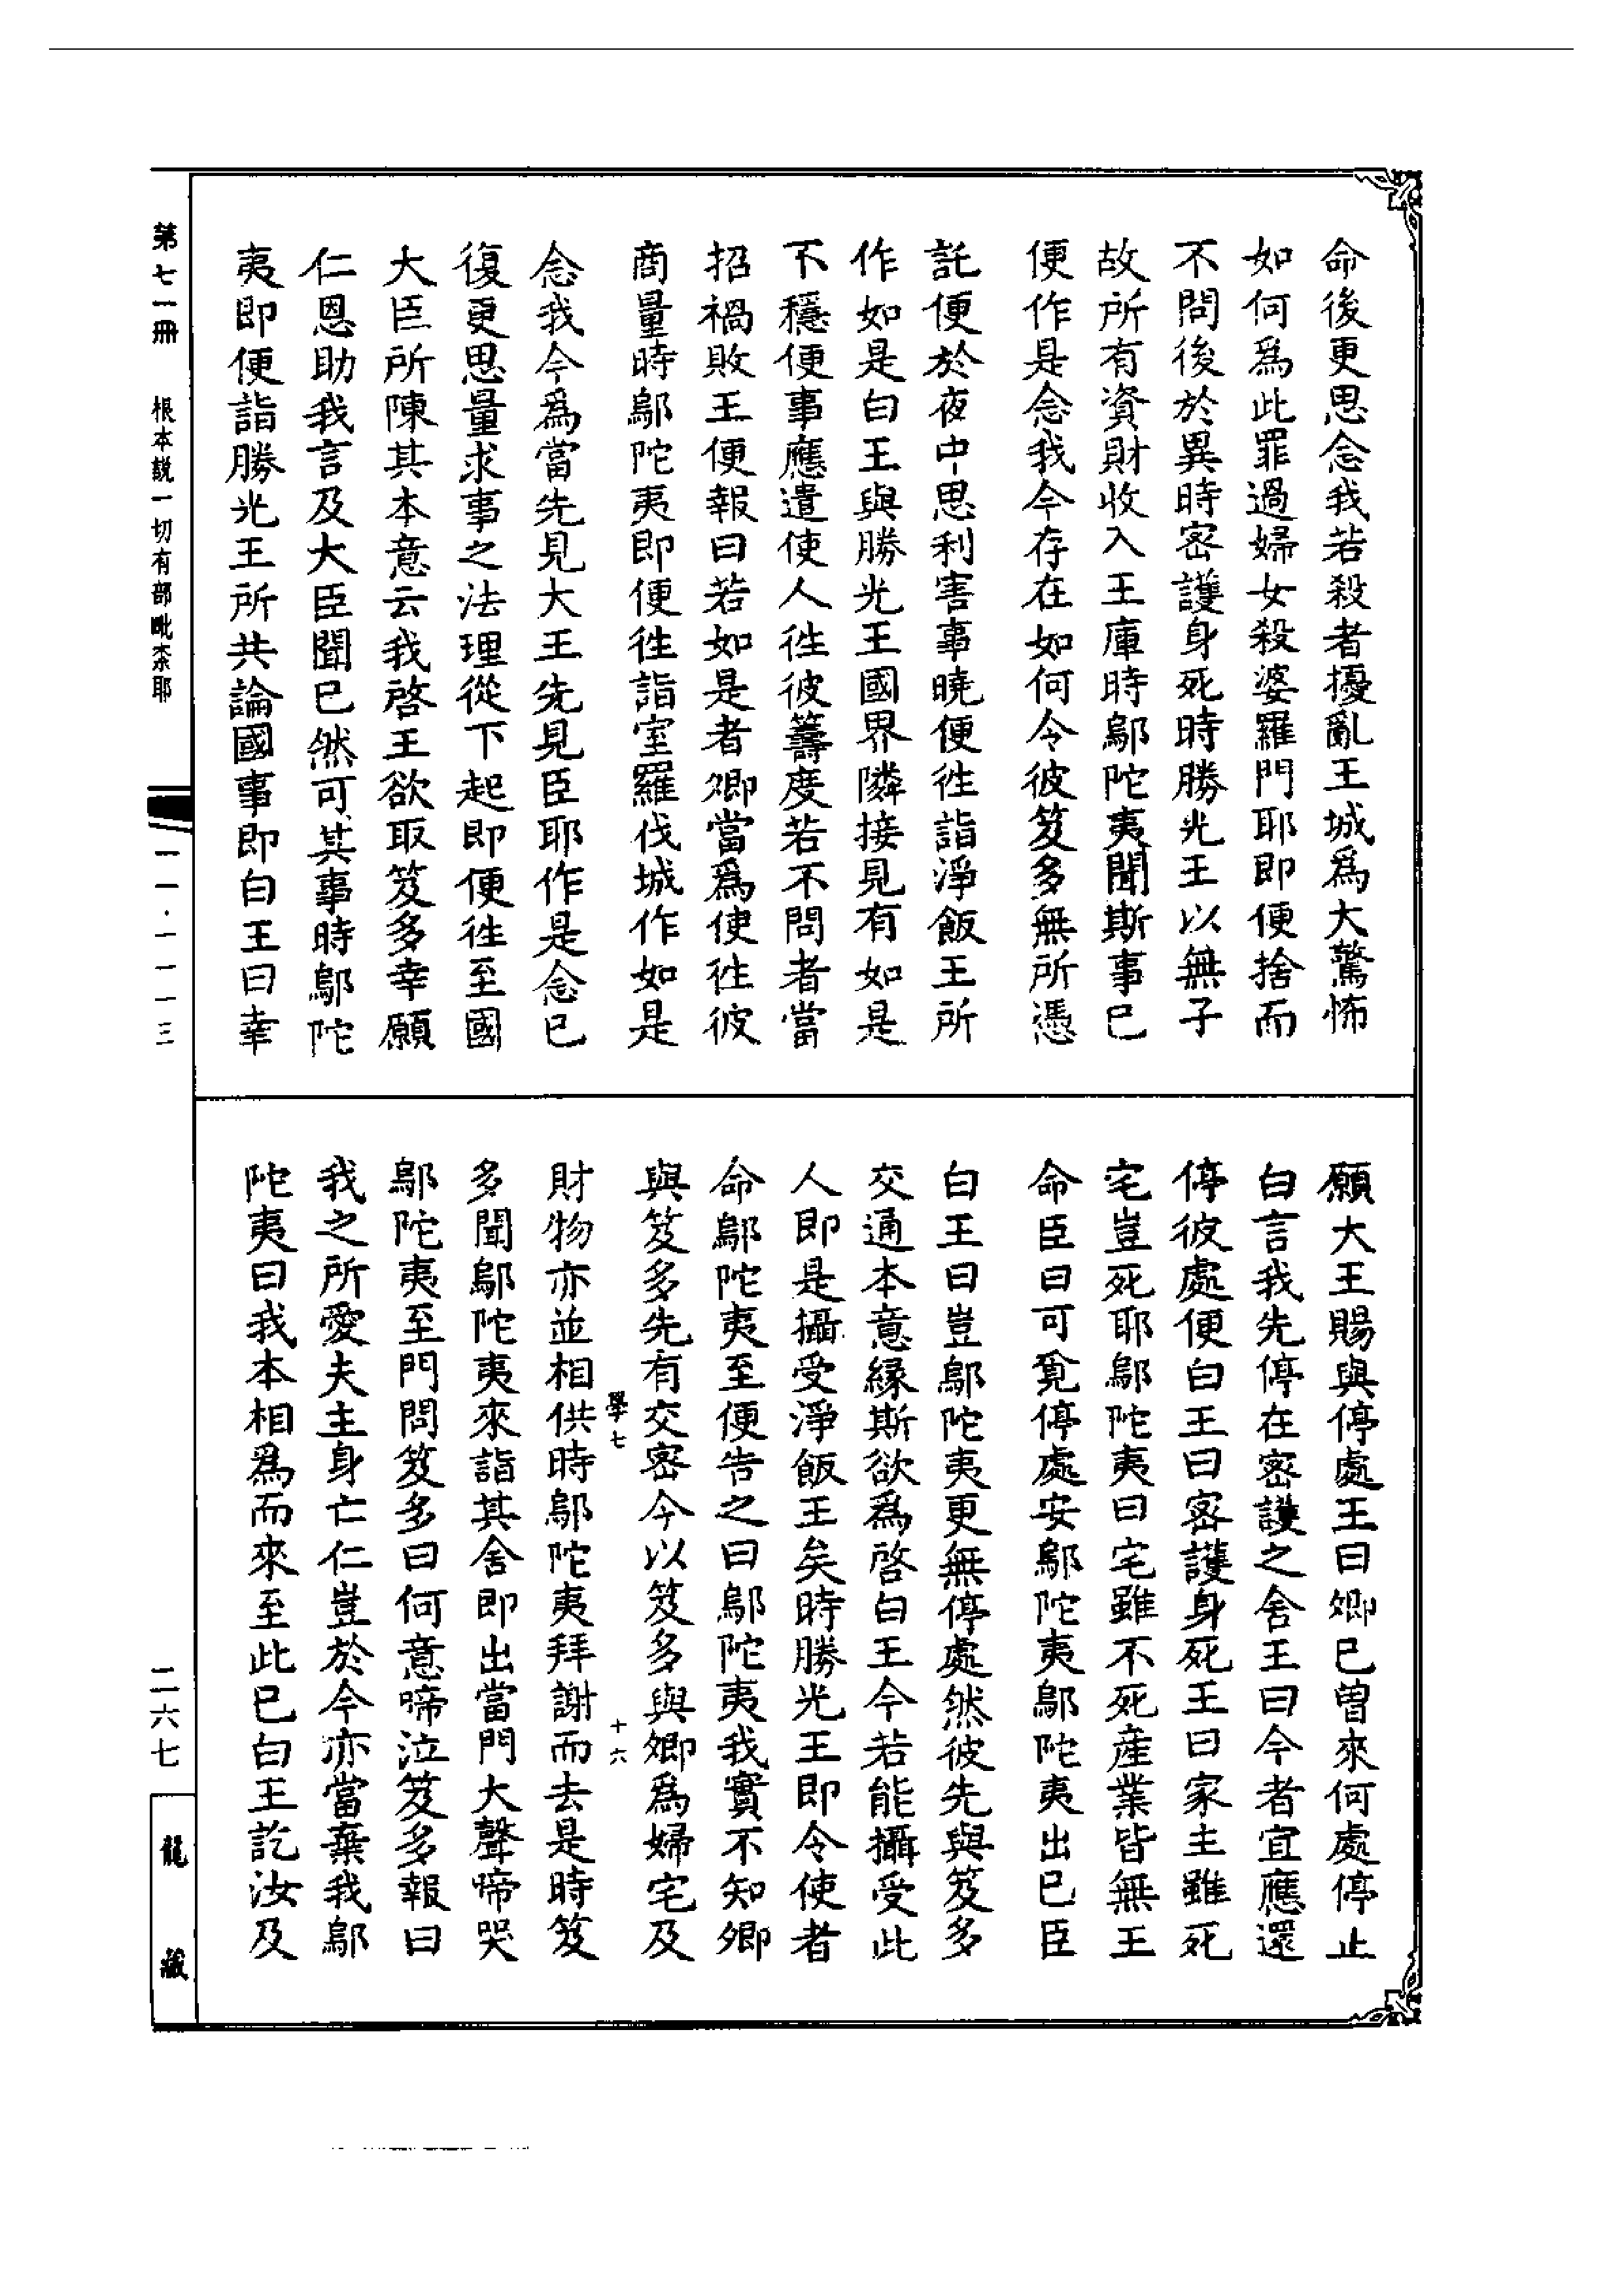 命後更思念我若殺者擾亂王城為大驚怖
如何為此罪過婦女殺婆羅門耶即便捨而
不問後於異時密護身死時勝光王以無子
故所有資財收入王庫時鄔陀夷聞斯事已
便作是念我今存在如何令彼笈多無所憑
託便於夜中思利害事曉便徃詣淨飯王所
作如是白王與勝光王國界隣接見有如是
不穩便事應遣使人徃彼籌度若不問者當
招禍敗王便報曰若如是者卿當為使徃彼
商量時鄔陀夷即便徃詣室羅伐城作如是
念我今為當先見大王先見臣耶作是念已
復更思量求事之法理從下起即便徃至國
大臣所陳其本意云我啓王欲取笈多幸願
仁恩助我言及大臣聞已然可其事時鄔陀
夷即便詣勝光王所共論國事即白王曰幸
願大王賜與停處王曰卿已曾來何處停止
白言我先停在密護之舍王曰今者宜應還
停彼處便白王曰密護身死王曰家主雖死
宅豈死耶鄔陀夷曰宅雖不死產業皆無王
命臣曰可覓停處安鄔陀夷鄔陀夷出已臣
白王曰豈鄔陀夷更無停處然彼先與笈多
交通本意緣斯欲為啓白王今若能攝受此
人即是攝受淨飯王矣時勝光王即令使者
命鄔陀夷至便告之曰鄔陀夷我實不知卿
與笈多先有交密今以笈多與卿為婦宅及
學七 十六
財物亦並相供時鄔陀夷拜謝而去是時笈
多聞鄔陀夷來詣其舍即出當門大聲啼哭
鄔陀夷至門問笈多曰何意啼泣笈多報曰
我之所愛夫主身亡仁豈於今亦當棄我鄔
陀夷曰我本相為而來至此已白王訖汝及
第七一冊 根本説一切有部毗奈耶
一一·一一一三
二六七
龍藏